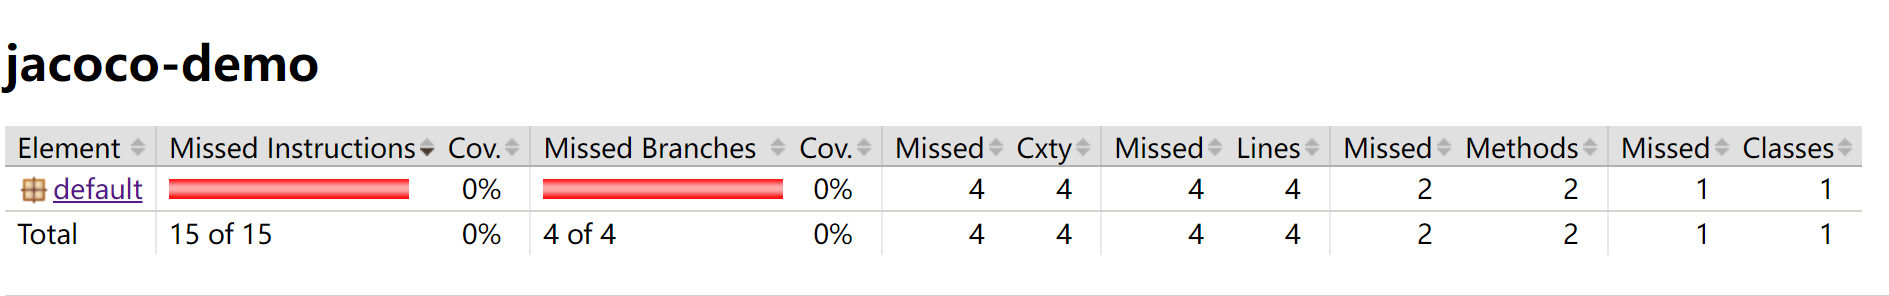 jacoco-demo
Element Missed Instructions Cov. Missed Branches Cov. Missed Cxty Missed Lines Missed Methods Missed Classes
default 0% 0% 4 4 4 4 2 2 1 1
Total 15 of 15 0% 4 of 4 0% 4 4 4 4 2 2 1 1